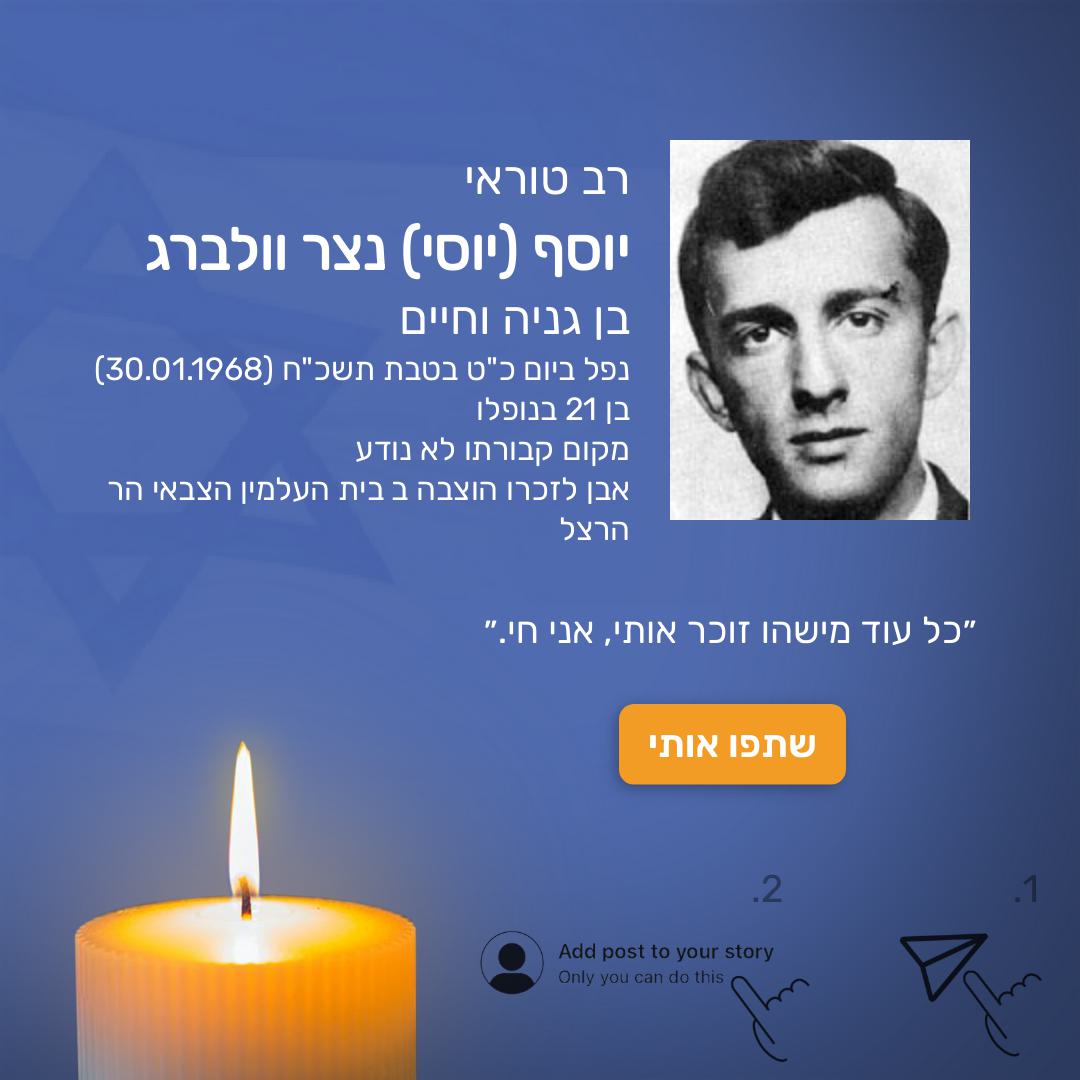 רב טוראי
יוסף (יוסי) נצר וולברג
בן גניה וחיים
נפל ביום כ"ט בטבת תשכ"ח (30.01.1968)
בן 21 בנופלו
מקום קבורתו לא נודע
אבן לזכרו הוצבה ב בית העלמין הצבאי הר
הרצל
״כל עוד מישהו זוכר אותי, אני חי.״
שתפו אותי
.1
.2
Add post to your story
Only you can do this